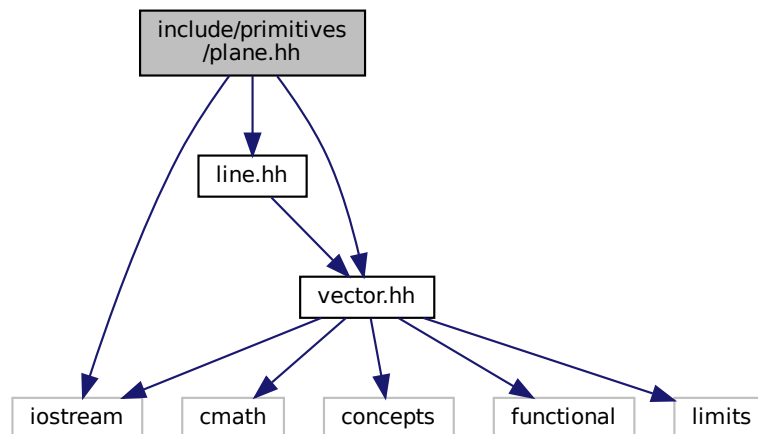 include/primitives
/plane.hh
line.hh
vector.hh
iostream
cmath
concepts
functional
limits